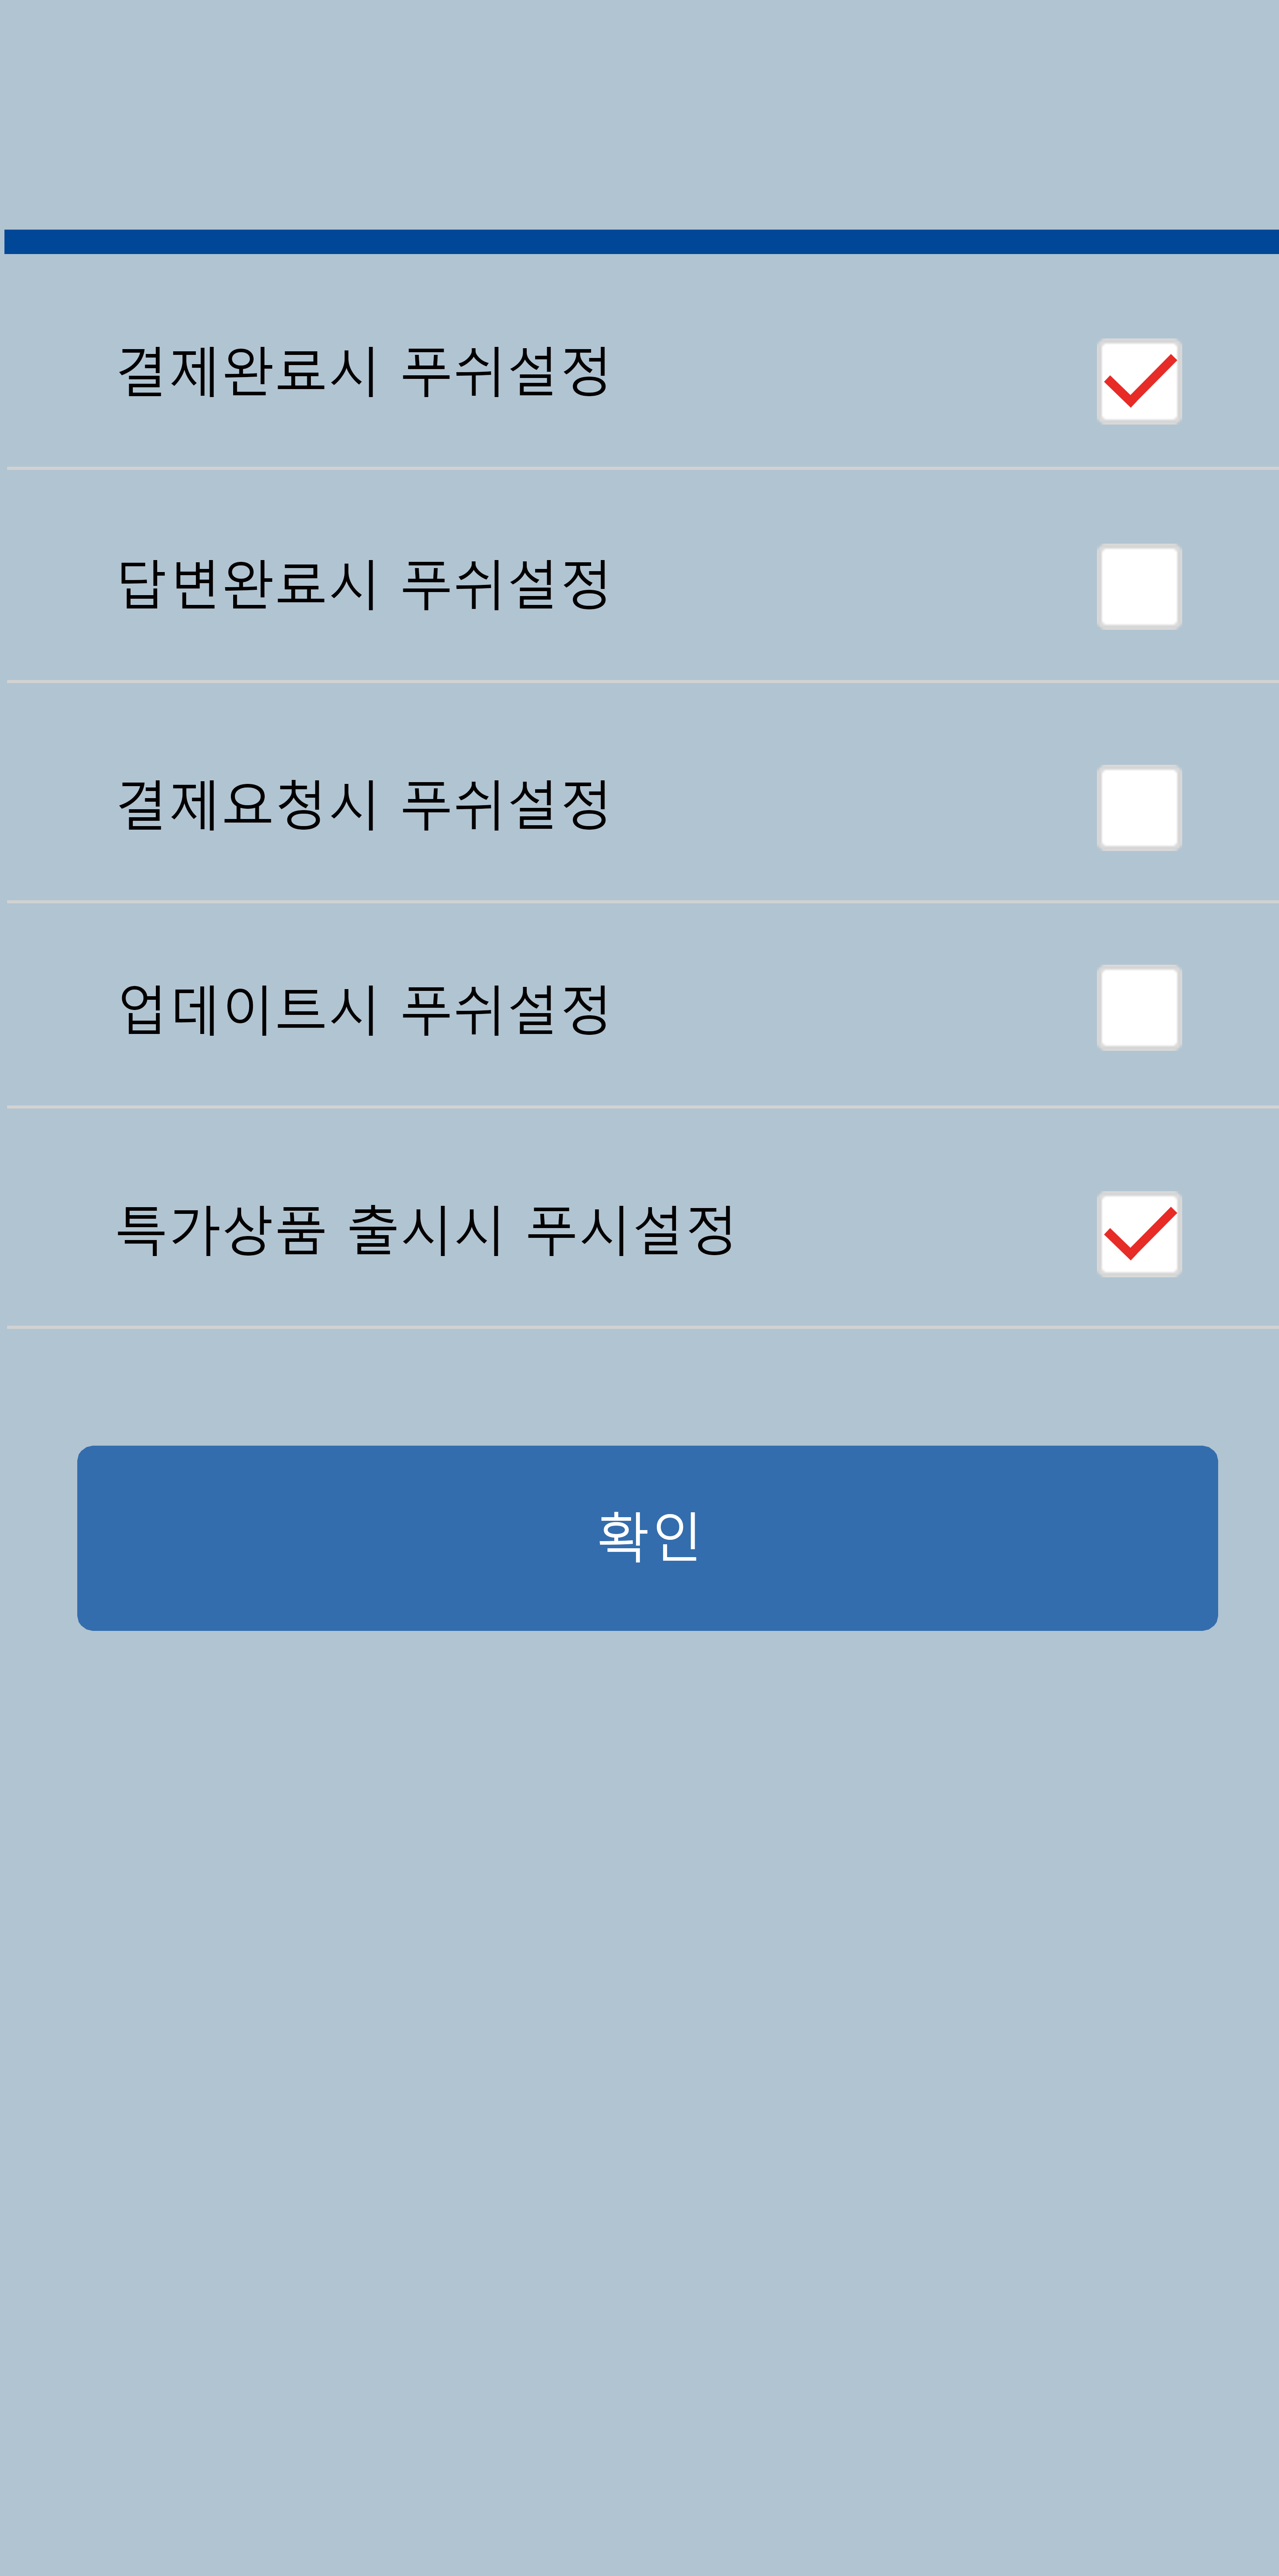 결제완료시 푸쉬설정
답변완료시 푸쉬설정
결제요청시 푸쉬설정
업데이트시 푸쉬설정
특가상품 출시시 푸시설정
확인